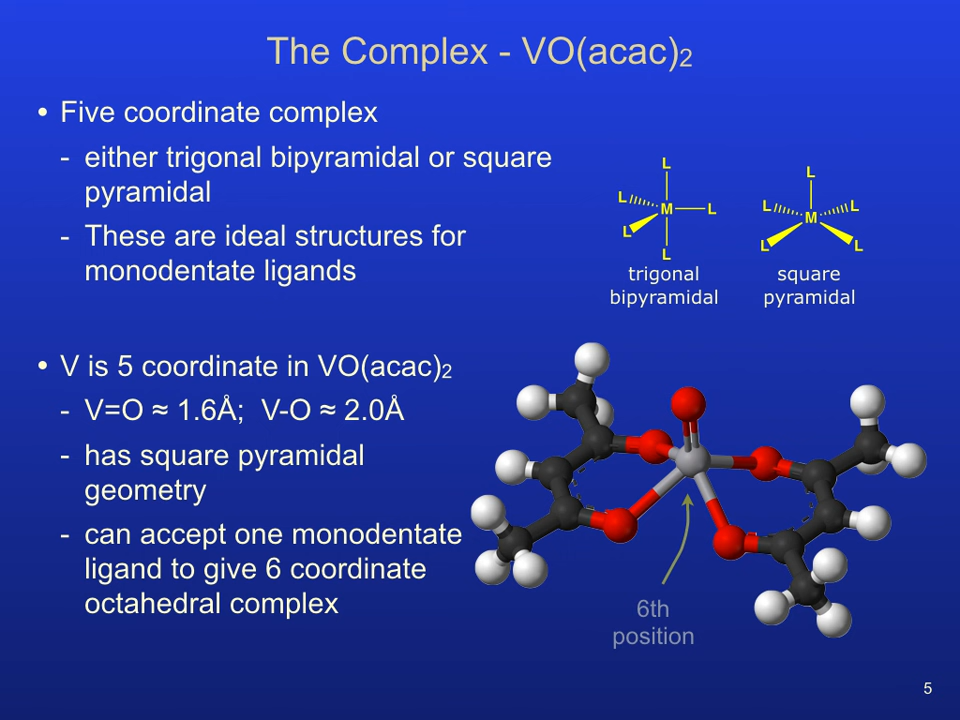 The Complex - VO(acac)2
• Five coordinate complex
- either trigonal bipyramidal or square
pyramidal
- These are ideal structures for
monodentate ligands
L
L
M
L
L
L
trigonal
bipyramidal
L
L
L
M
L
L
square
pyramidal
• V is 5 coordinate in VO(acac)2
- V=O ≈ 1.6Å; V-O ≈ 2.0Å
- has square pyramidal
geometry
- can accept one monodentate
ligand to give 6 coordinate
octahedral complex
6th
position
5